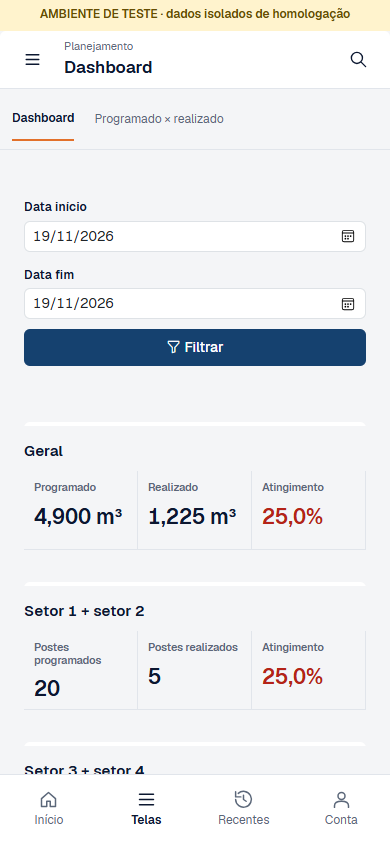 AMBIENTE DE TESTE · dados isolados de homologação
Planejamento
Dashboard
Dashboard
Programado × realizado
Data início
19/11/2026
Data fim
19/11/2026
Filtrar
Geral
Programado
4,900 m³
Realizado
1,225 m³
Atingimento
25,0%
Setor 1 + setor 2
Postes
programados
20
Postes realizados
5
Atingimento
25,0%
Setor 3 + setor 4
Início
Telas
Recentes
Conta